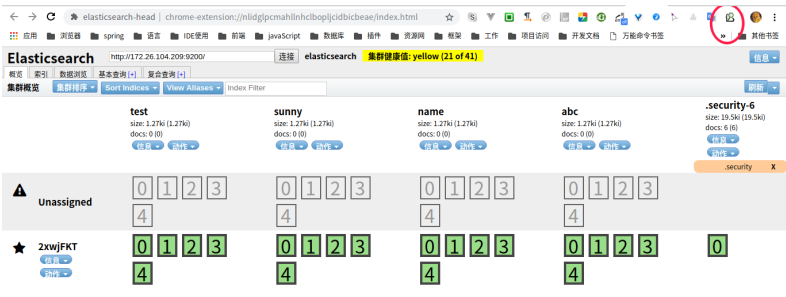 elasticsearch-head | chrome-extension://nlidglpcmahllnhclbopljcidbicbeae/index.html
应用 浏览器 spring 语言 IDE使用 前端 javaScript 数据库 插件 资源网 框架 工作 项目访问 开发文档 万能命令书签 » 其他书签
Elasticsearch http://172.26.104.209:9200/ 连接 elasticsearch 集群健康值: yellow (21 of 41) 信息
概览 索引 数据浏览 基本查询 [+] 复合查询 [+]
集群概览 集群排序 Sort Indices View Aliases Index Filter 刷新
test sunny name abc .security-6
size: 1.27ki (1.27ki) size: 1.27ki (1.27ki) size: 1.27ki (1.27ki) size: 1.27ki (1.27ki) size: 19.5ki (19.5ki)
docs: 0 (0) docs: 0 (0) docs: 0 (0) docs: 0 (0) docs: 6 (6)
信息 动作 信息 动作 信息 动作 信息 动作 信息
动作
.security X
Unassigned 0 1 2 3 0 1 2 3 0 1 2 3 0 1 2 3
4 4 4 4
2xwjFKT 0 1 2 3 0 1 2 3 0 1 2 3 0 1 2 3 0
信息
动作 4 4 4 4